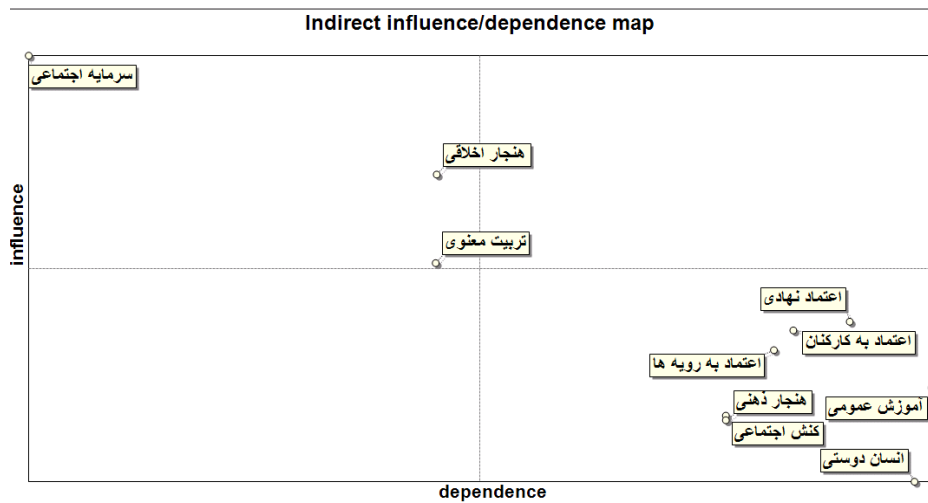 Indirect influence/dependence map
سرمایه اجتماعی
هنجار اخلاقی
تربیت معنوی
influence
اعتماد نهادی
اعتماد به کارکنان
اعتماد به رویه ها
هنجار ذهنی
آموزش عمومی
کنش اجتماعی
انسان دوستی
dependence